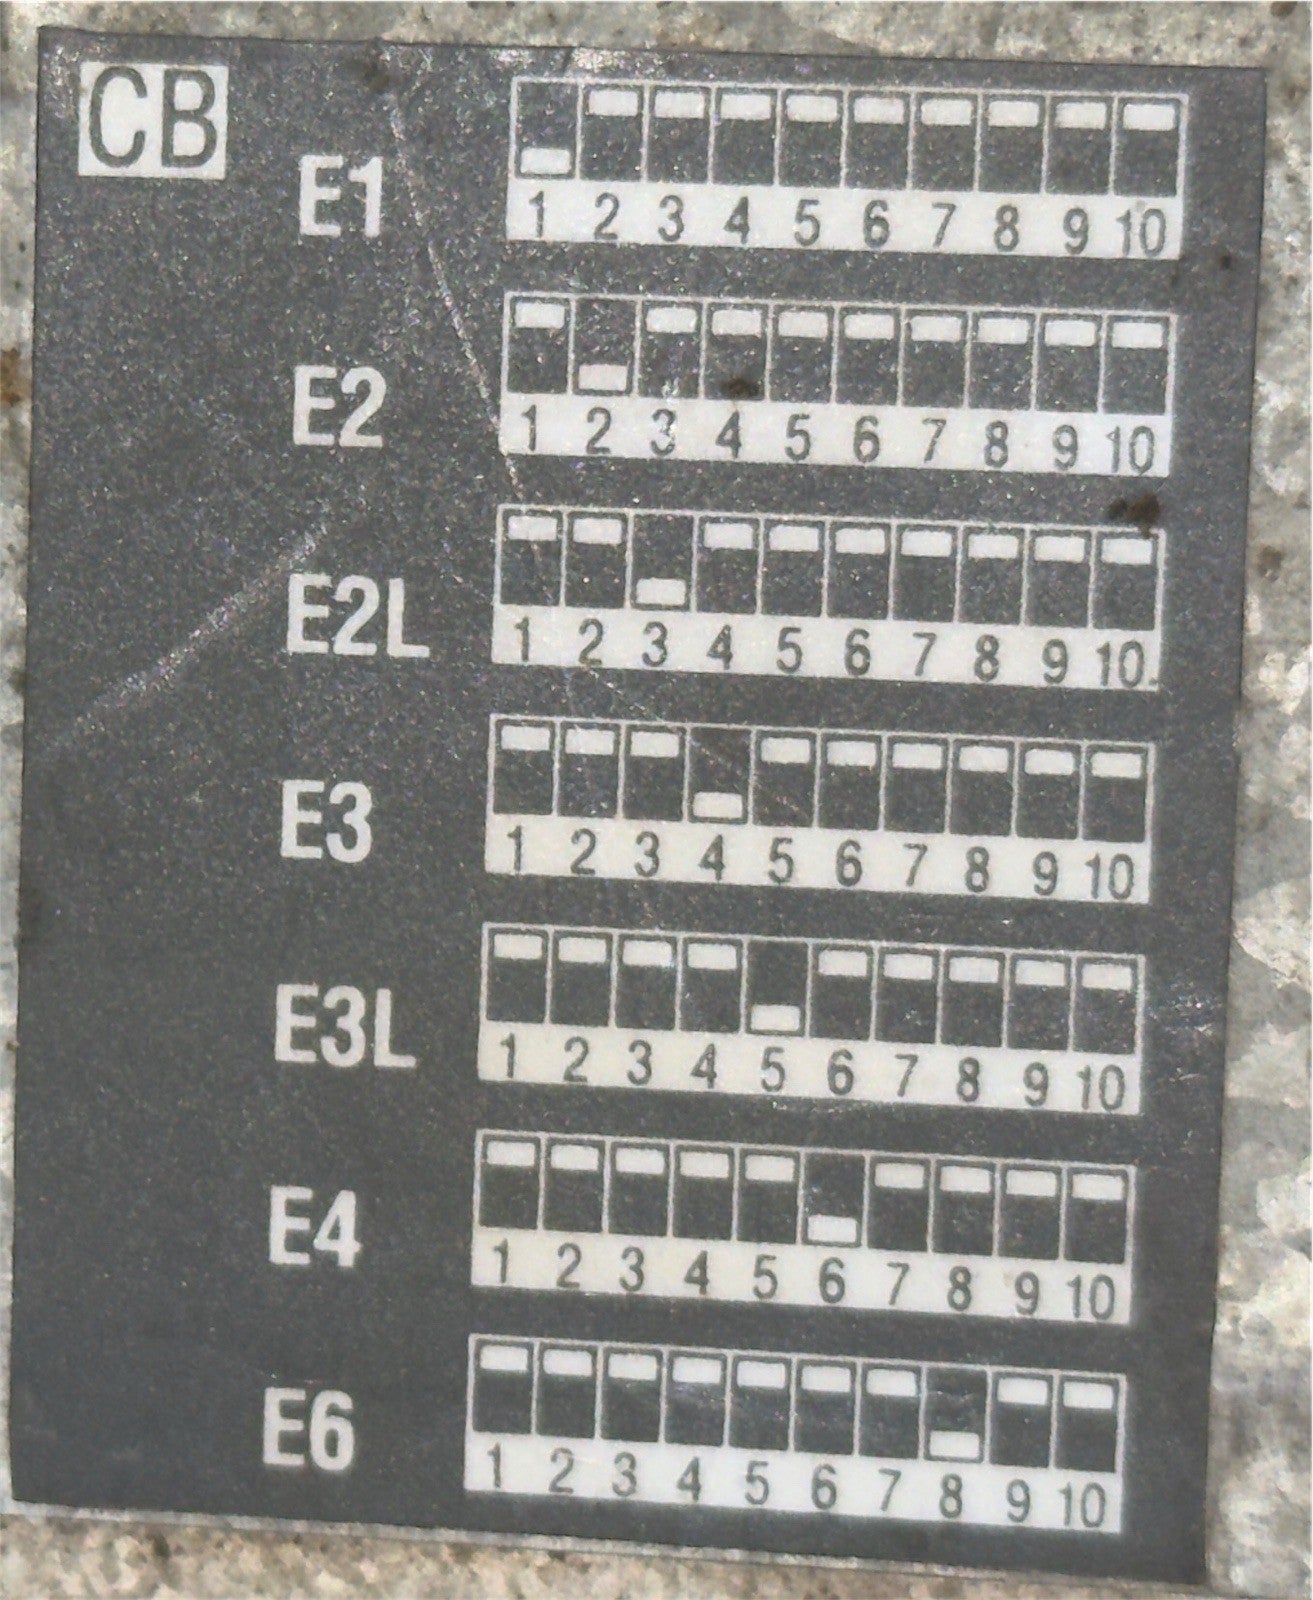 CB
E1 1 2 3 4 5 6 7 8 9 10
E2 1 2 3 4 5 6 7 8 9 10
E2L 1 2 3 4 5 6 7 8 9 10
E3 1 2 3 4 5 6 7 8 9 10
E3L 1 2 3 4 5 6 7 8 9 10
E4 1 2 3 4 5 6 7 8 9 10
E6 1 2 3 4 5 6 7 8 9 10